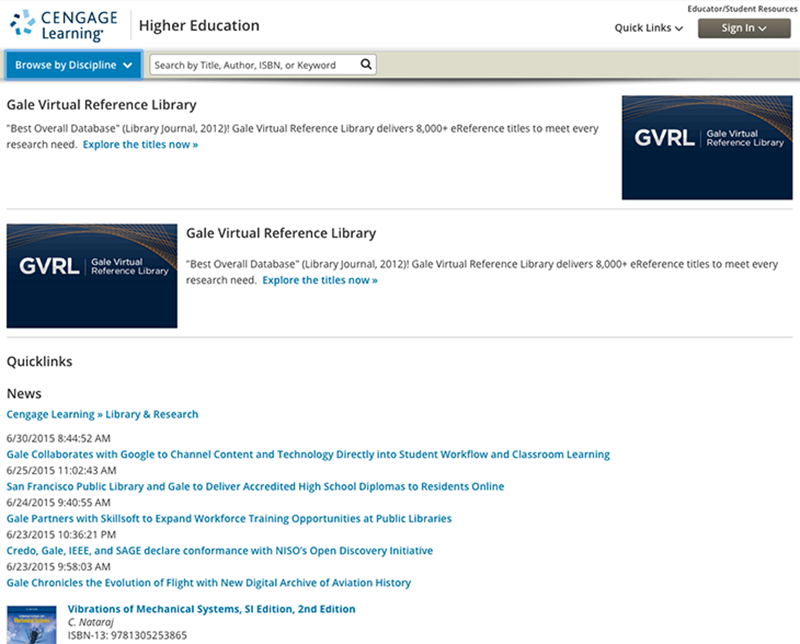 Educator/Student Resources
CENGAGE
Learning·
Higher Education
Quick Links
Sign In
Browse by Discipline
Search by Title, Author, ISBN, or Keyword
Gale Virtual Reference Library
"Best Overall Database" (Library Journal, 2012)! Gale Virtual Reference Library delivers 8,000+ eReference titles to meet every
research need. Explore the titles now »
GVRL
Gale Virtual
Reference Library
Gale Virtual Reference Library
GVRL
Gale Virtual
Reference Library
"Best Overall Database" (Library Journal, 2012)! Gale Virtual Reference Library delivers 8,000+ eReference titles to meet every
research need. Explore the titles now »
Quicklinks
News
Cengage Learning » Library & Research
6/30/2015 8:44:52 AM
Gale Collaborates with Google to Channel Content and Technology Directly into Student Workflow and Classroom Learning
6/25/2015 11:02:43 AM
San Francisco Public Library and Gale to Deliver Accredited High School Diplomas to Residents Online
6/24/2015 9:40:55 AM
Gale Partners with Skillsoft to Expand Workforce Training Opportunities at Public Libraries
6/23/2015 10:36:21 PM
Credo, Gale, IEEE, and SAGE declare conformance with NISO's Open Discovery Initiative
6/23/2015 9:58:03 AM
Gale Chronicles the Evolution of Flight with New Digital Archive of Aviation History
Vibrations of Mechanical Systems, SI Edition, 2nd Edition
C. Nataraj
ISBN-13: 9781305253865